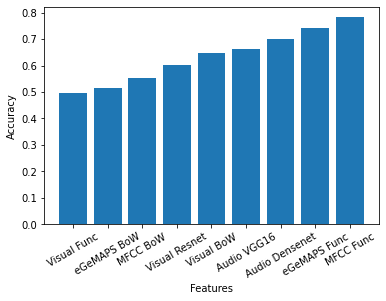 0.8
0.7
0.6
0.5
0.4
0.3
0.2
0.1
0.0
Accuracy
Visual Func
eGeMAPS BoW
MFCC BoW
Visual Resnet
Visual BoW
Audio VGG16
Audio Densenet
eGeMAPS Func
MFCC Func
Features